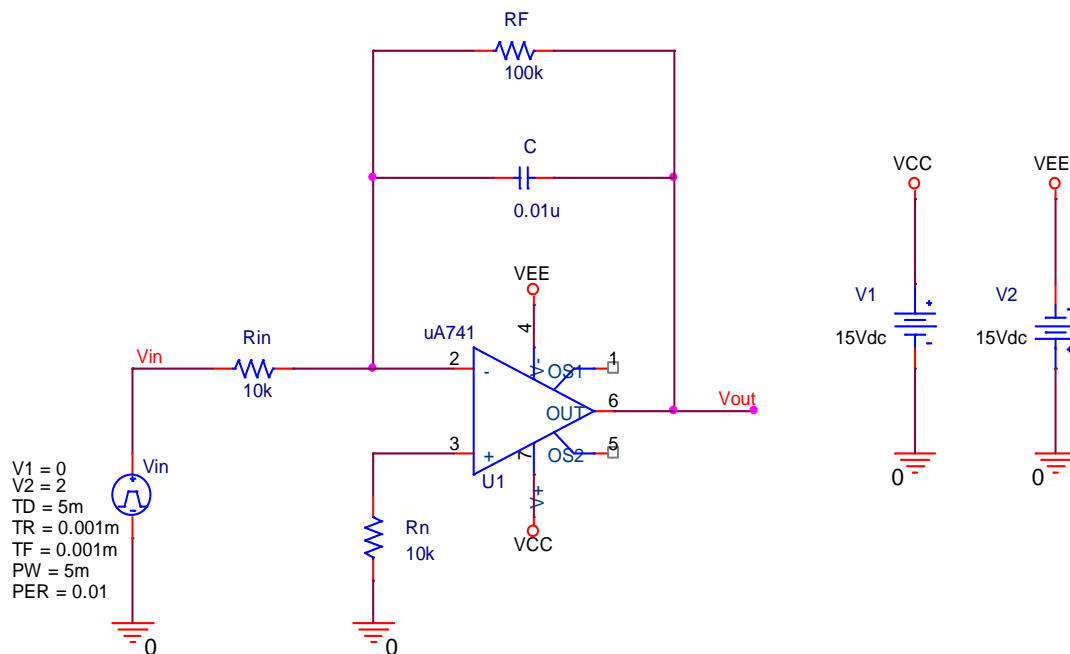 RF
100k
C
0.01u
VCC
VEE
VEE
V1
15Vdc
V2
15Vdc
uA741
4
V-
Rin
10k
Vin
2
-
OS1
1
OUT
6
Vout
3
+
OS2
5
7
V+
U1
VCC
Vin
V1 = 0
V2 = 2
TD = 5m
TR = 0.001m
TF = 0.001m
PW = 5m
PER = 0.01
Rn
10k
0
0
0
0